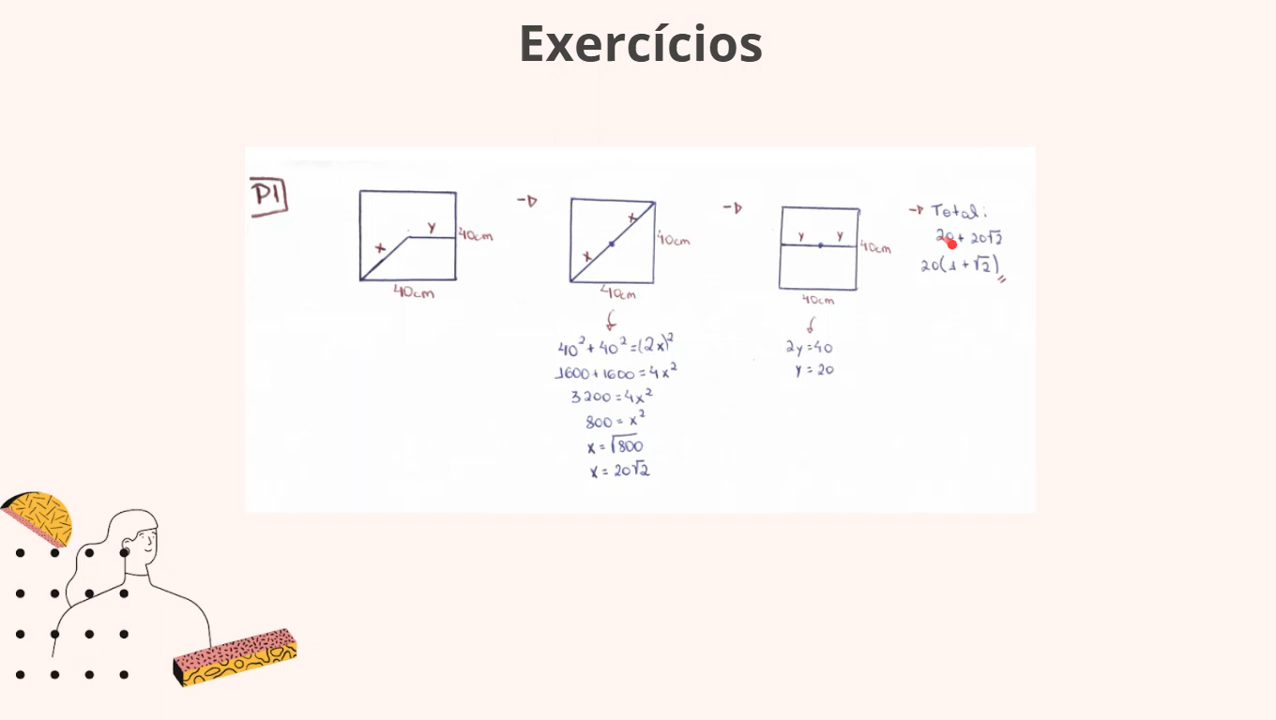 Exercícios
P1
x
y
40cm
40cm
x
x
40cm
40cm
40²+40²=(2x)²
1600+1600=4x²
3200=4x²
800=x²
x=√800
x=20√2
y
y
40cm
40cm
2y=40
y=20
Total:
20+20√2
20(1+√2)